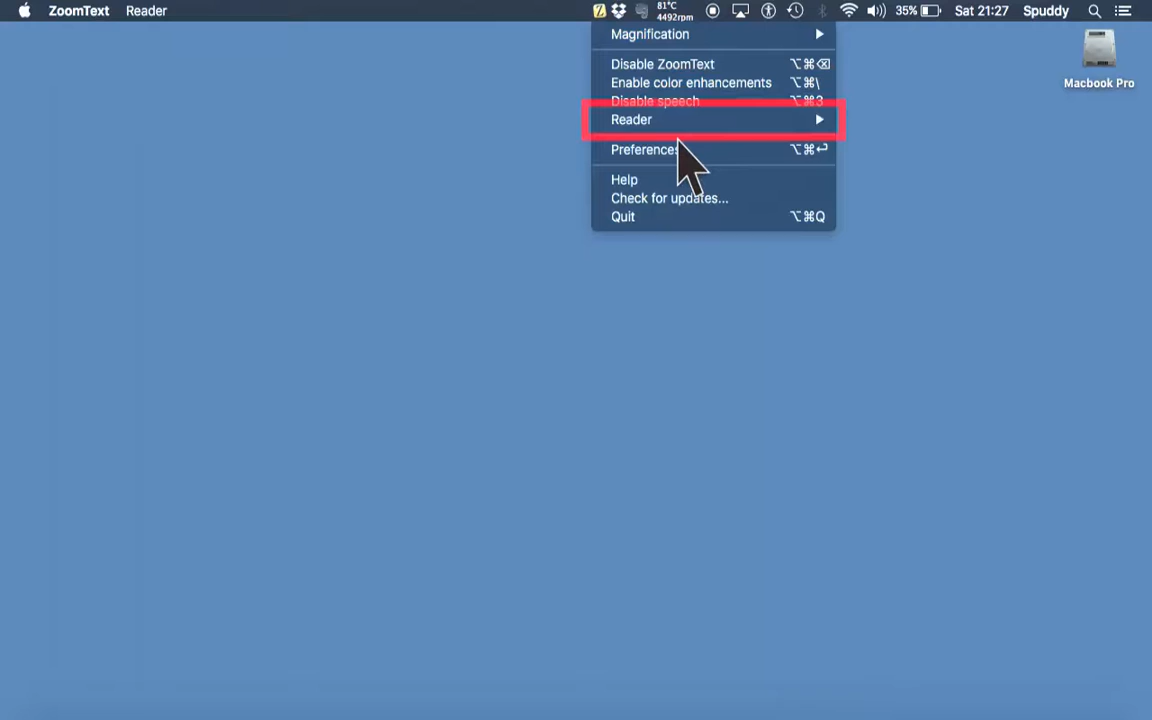 ZoomText Reader 81°C 4492rpm 35% Sat 21:27 Spuddy
Magnification
Disable ZoomText ⌥⌘⌫
Enable color enhancements ⌥⌘\
Disable speech ⌥⌘3
Reader
Preferences ⌥⌘↩
Help
Check for updates...
Quit ⌥⌘Q
Macbook Pro